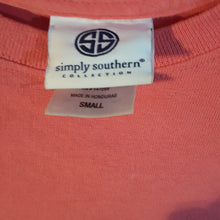 SS
simply southern®
COLLECTION
MADE IN HONDURAS
SMALL